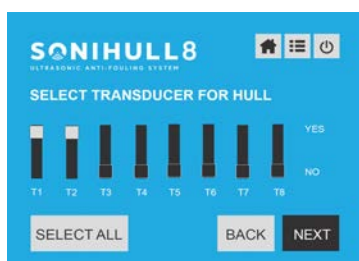 SONIHULL8
ULTRASONIC ANTI-FOULING SYSTEM
SELECT TRANSDUCER FOR HULL
YES
NO
T1 T2 T3 T4 T5 T6 T7 T8
SELECT ALL BACK NEXT